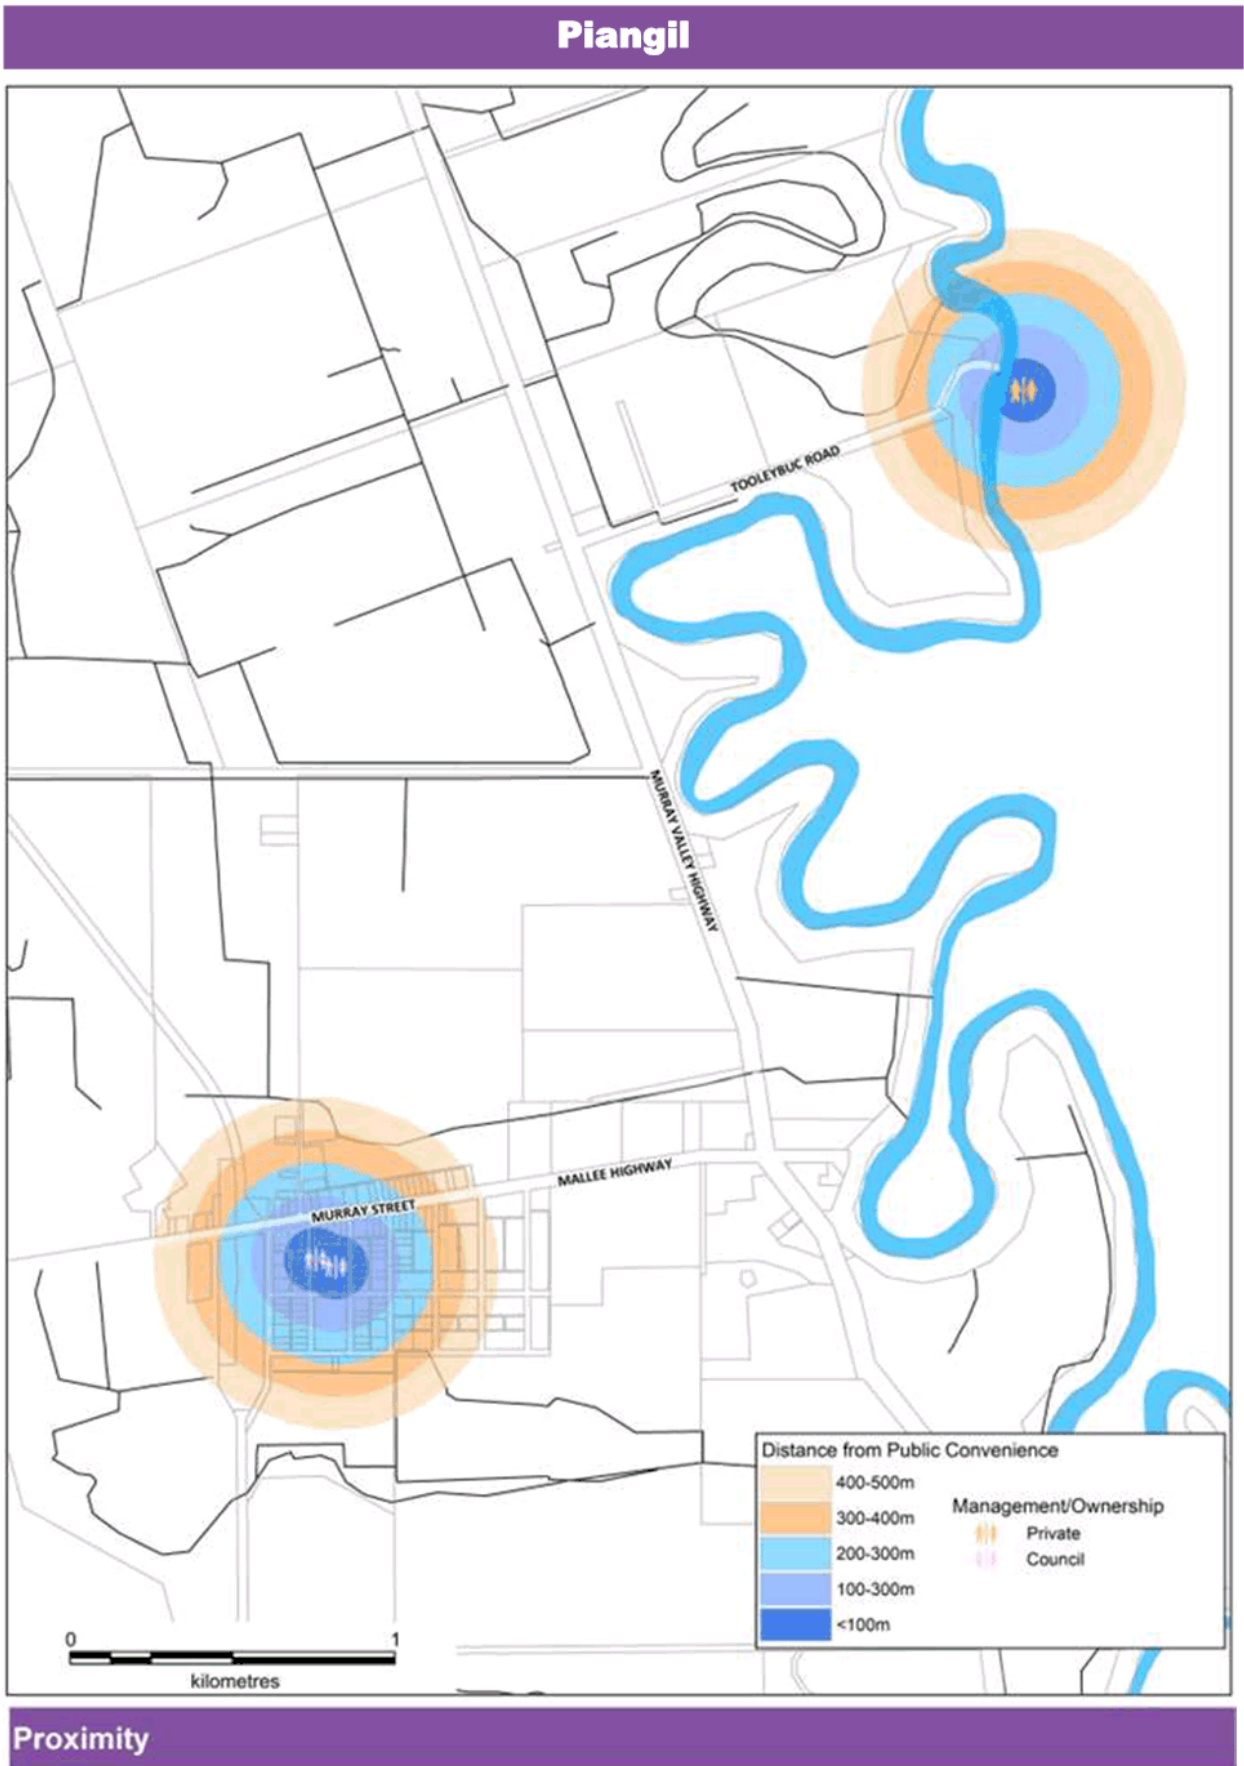 Piangil
TOOLEYBUC ROAD
MURRAY VALLEY HIGHWAY
MALLEE HIGHWAY
MURRAY STREET
Distance from Public Convenience
400-500m
300-400m
200-300m
100-300m
<100m
Management/Ownership
Private
Council
0 1
kilometres
Proximity